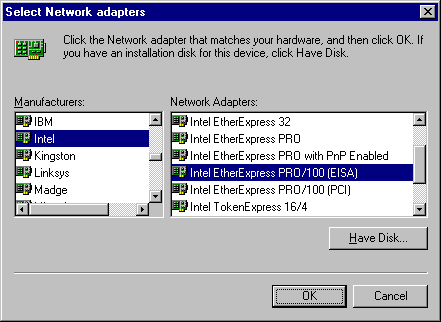 Select Network adapters
Click the Network adapter that matches your hardware, and then click OK. If
you have an installation disk for this device, click Have Disk.
Manufacturers:
IBM
Intel
Kingston
Linksys
Madge
Network Adapters:
Intel EtherExpress 32
Intel EtherExpress PRO
Intel EtherExpress PRO with PnP Enabled
Intel EtherExpress PRO/100 (EISA)
Intel EtherExpress PRO/100 (PCI)
Intel TokenExpress 16/4
Have Disk...
OK
Cancel